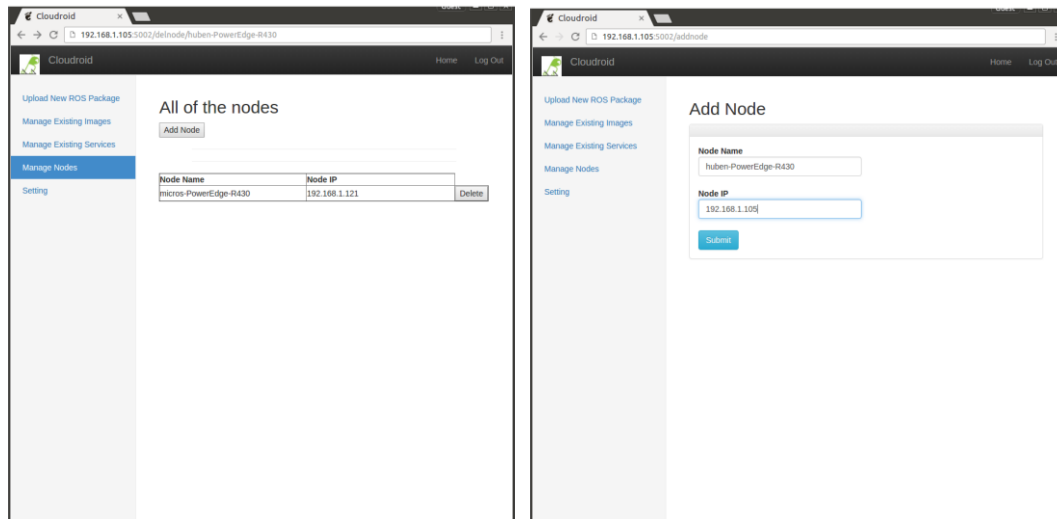 Cloudroid
192.168.1.105:5002/delnode/huben-PowerEdge-R430
Cloudroid
Home
Log Out
Upload New ROS Package
Manage Existing Images
Manage Existing Services
Manage Nodes
Setting
All of the nodes
Add Node
Node Name Node IP
micros-PowerEdge-R430 192.168.1.121 Delete
Cloudroid
192.168.1.105:5002/addnode
Cloudroid
Home
Log Out
Upload New ROS Package
Manage Existing Images
Manage Existing Services
Manage Nodes
Setting
Add Node
Node Name
huben-PowerEdge-R430
Node IP
192.168.1.105
Submit